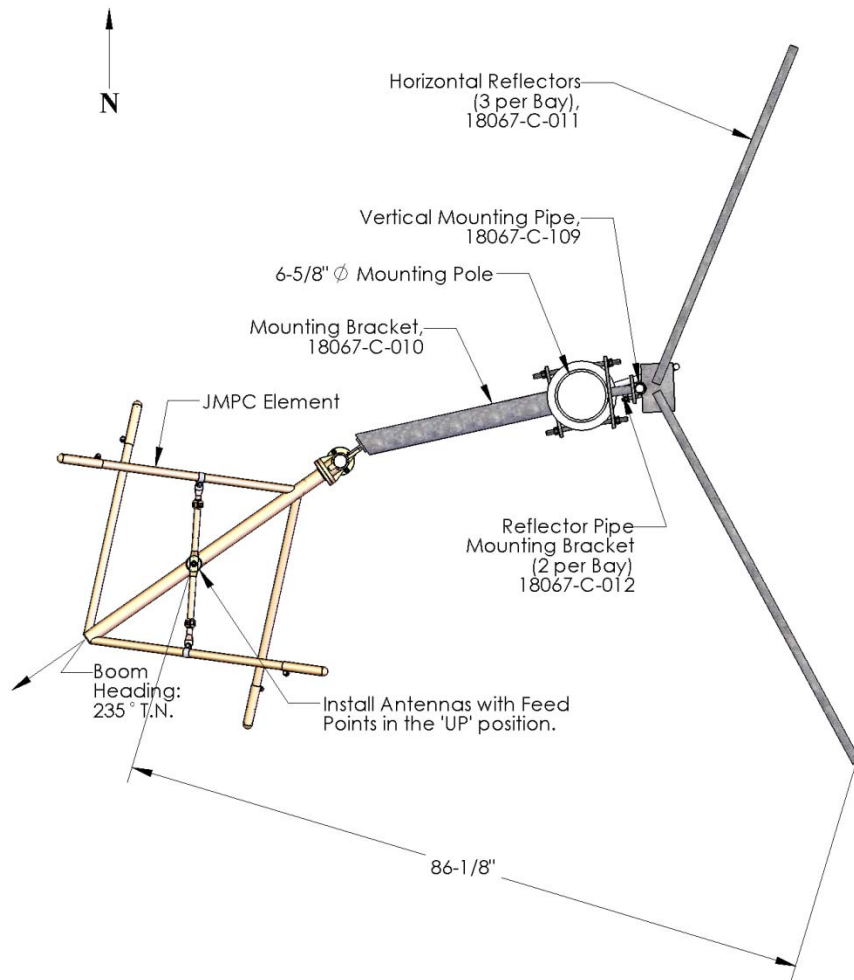 N
Horizontal Reflectors
(3 per Bay),
18067-C-011
Vertical Mounting Pipe,
18067-C-109
6-5/8" Ø Mounting Pole
Mounting Bracket,
18067-C-010
JMPC Element
Reflector Pipe
Mounting Bracket
(2 per Bay)
18067-C-012
Boom
Heading:
235° T.N.
Install Antennas with Feed
Points in the 'UP' position.
86-1/8"